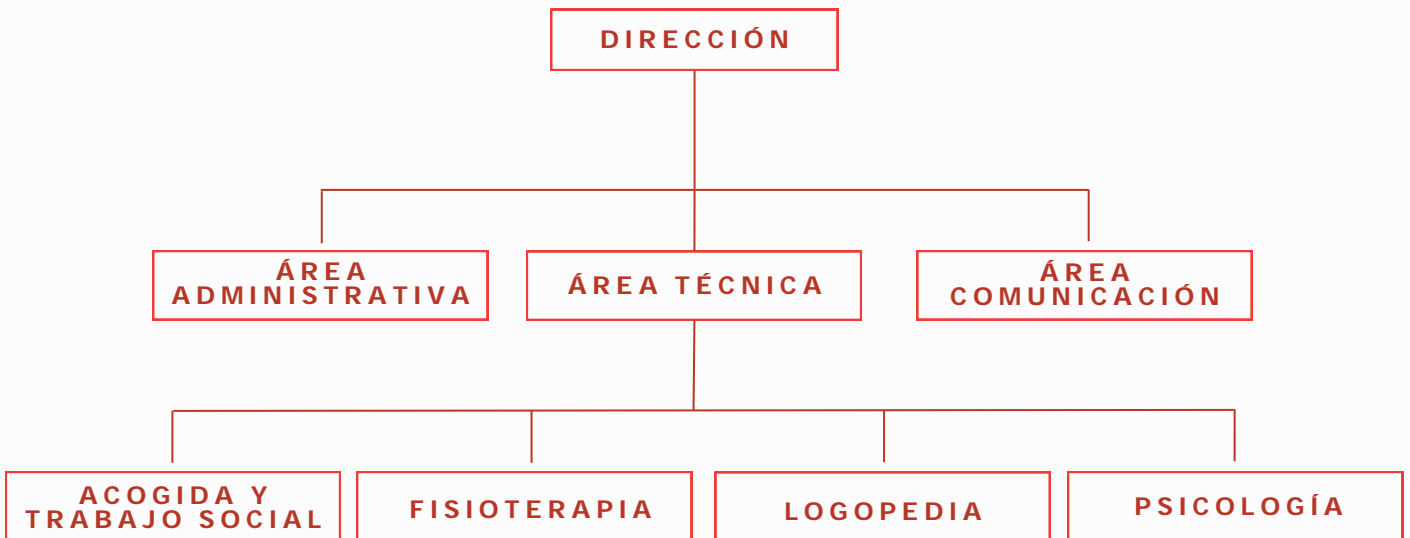 DIRECCIÓN
ÁREA
ADMINISTRATIVA
ÁREA TÉCNICA
ÁREA
COMUNICACIÓN
ACOGIDA Y
TRABAJO SOCIAL
FISIOTERAPIA
LOGOPEDIA
PSICOLOGÍA